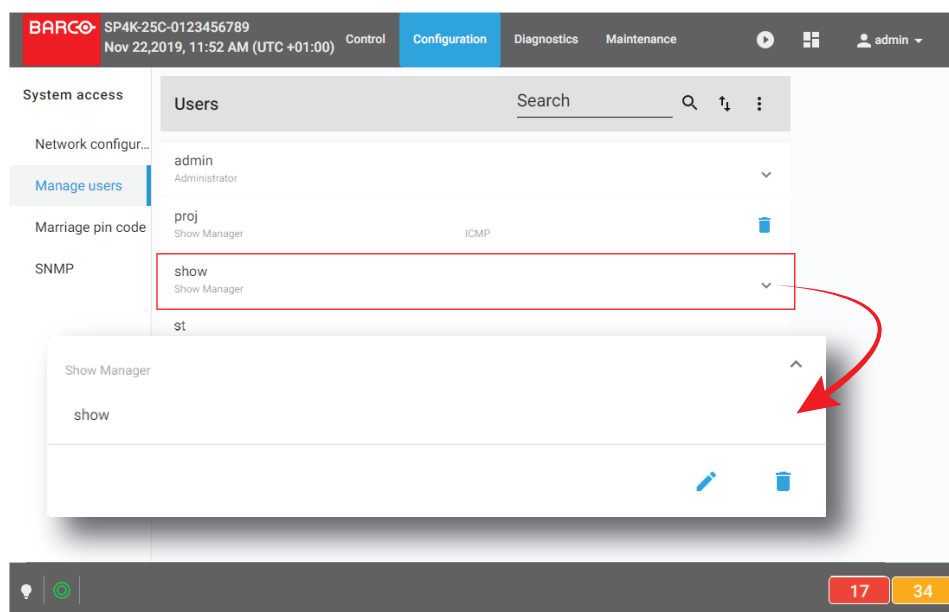 BARCO SP4K-25C-0123456789
Nov 22,2019, 11:52 AM (UTC +01:00)
Control Configuration Diagnostics Maintenance admin
System access
Network configur...
Manage users
Marriage pin code
SNMP
Users Search
admin
Administrator
proj
Show Manager ICMP
show
Show Manager
st
Show Manager
show
17 34